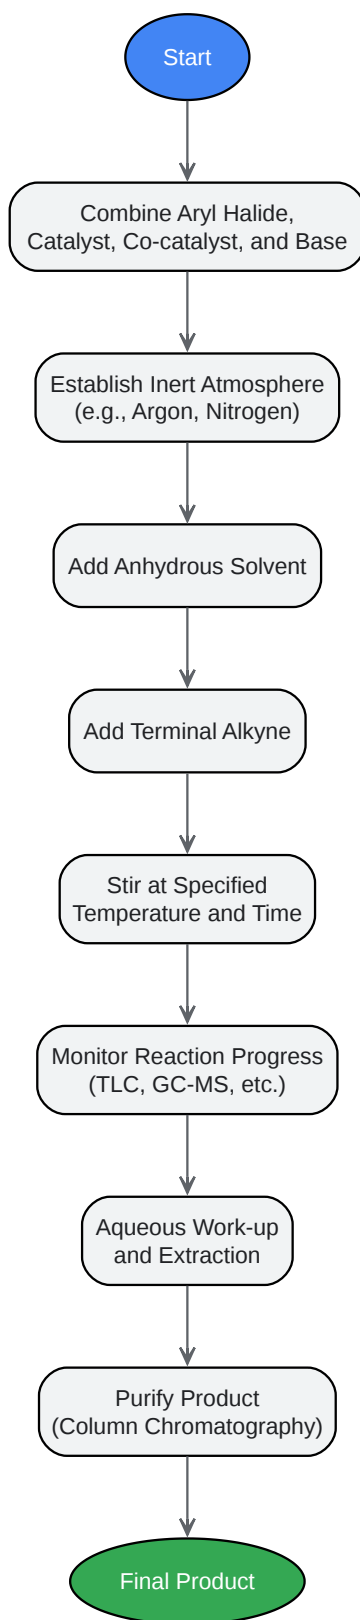 Start
Combine Aryl Halide,
Catalyst, Co-catalyst, and Base
Establish Inert Atmosphere
(e.g., Argon, Nitrogen)
Add Anhydrous Solvent
Add Terminal Alkyne
Stir at Specified
Temperature and Time
Monitor Reaction Progress
(TLC, GC-MS, etc.)
Aqueous Work-up
and Extraction
Purify Product
(Column Chromatography)
Final Product